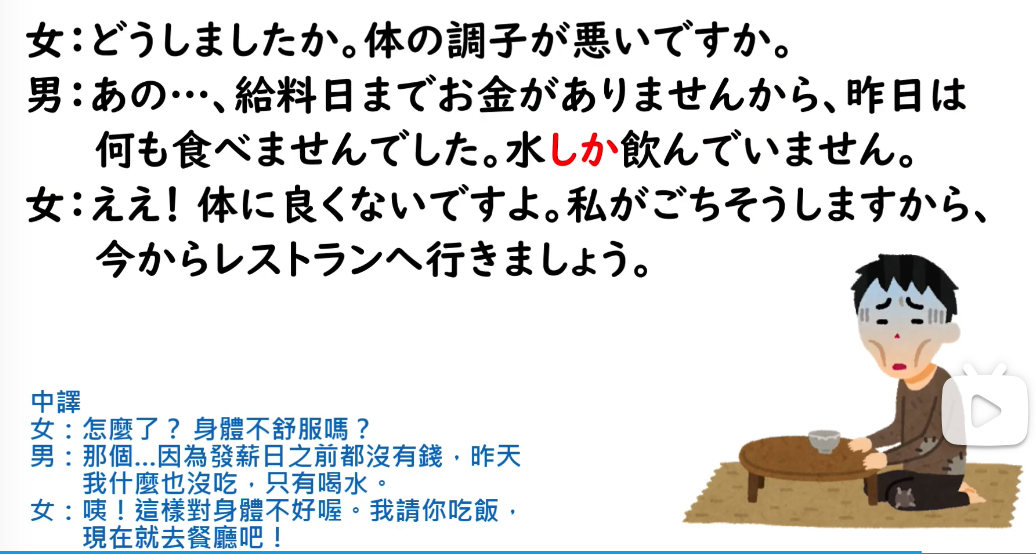 女：どうしましたか。体の調子が悪いですか。
男：あの…、給料日までお金がありませんから、昨日は
何も食べませんでした。水しか飲んでいません。
女：ええ！体に良くないですよ。私がごちそうしますから、
今からレストランへ行きましょう。
中譯
女：怎麼了？身體不舒服嗎？
男：那個...因為發薪日之前都沒有錢，昨天
我什麼也沒吃，只有喝水。
女：咦！這樣對身體不好喔。我請你吃飯，
現在就去餐廳吧！